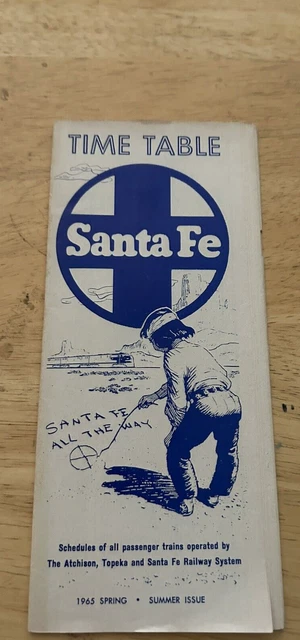 TIME TABLE
Santa Fe
SANTA FE
ALL THE WAY
Schedules of all passenger trains operated by
The Atchison, Topeka and Santa Fe Railway System
1965 SPRING • SUMMER ISSUE